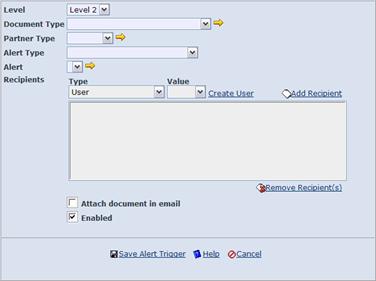 Level Level 2
Document Type
Partner Type
Alert Type
Alert
Recipients Type Value
User Create User Add Recipient
Remove Recipient(s)
Attach document in email
Enabled
Save Alert Trigger Help Cancel